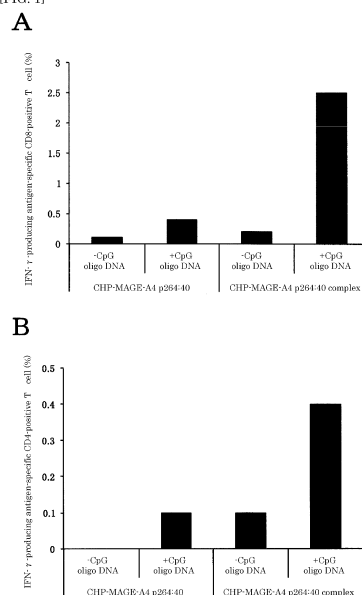 [FIG. 1]
A
IFN-γ-producing antigen-specific CD8-positive T cell (%)
3
2.5
2
1.5
1
0.5
0
-CpG oligo DNA
+CpG oligo DNA
-CpG oligo DNA
+CpG oligo DNA
CHP-MAGE-A4 p264:40
CHP-MAGE-A4 p264:40 complex
B
IFN-γ-producing antigen-specific CD4-positive T cell (%)
0.5
0.4
0.3
0.2
0.1
0
-CpG oligo DNA
+CpG oligo DNA
-CpG oligo DNA
+CpG oligo DNA
CHP-MAGE-A4 p264:40
CHP-MAGE-A4 p264:40 complex